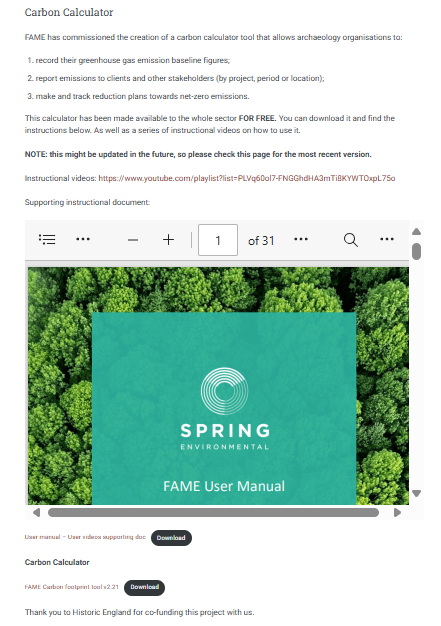 Carbon Calculator
FAME has commissioned the creation of a carbon calculator tool that allows archaeology organisations to:
1. record their greenhouse gas emission baseline figures;
2. report emissions to clients and other stakeholders (by project, period or location);
3. make and track reduction plans towards net-zero emissions.
This calculator has been made available to the whole sector FOR FREE. You can download it and find the
instructions below. As well as a series of instructional videos on how to use it.
NOTE: this might be updated in the future, so please check this page for the most recent version.
Instructional videos: https://www.youtube.com/playlist?list=PLVq60ol7-FNGGhdHA3mTi8KYWTOxpL75o
Supporting instructional document:
1 of 31
SPRING
ENVIRONMENTAL
FAME User Manual
User manual – User videos supporting doc Download
Carbon Calculator
FAME Carbon footprint tool v2.21 Download
Thank you to Historic England for co-funding this project with us.